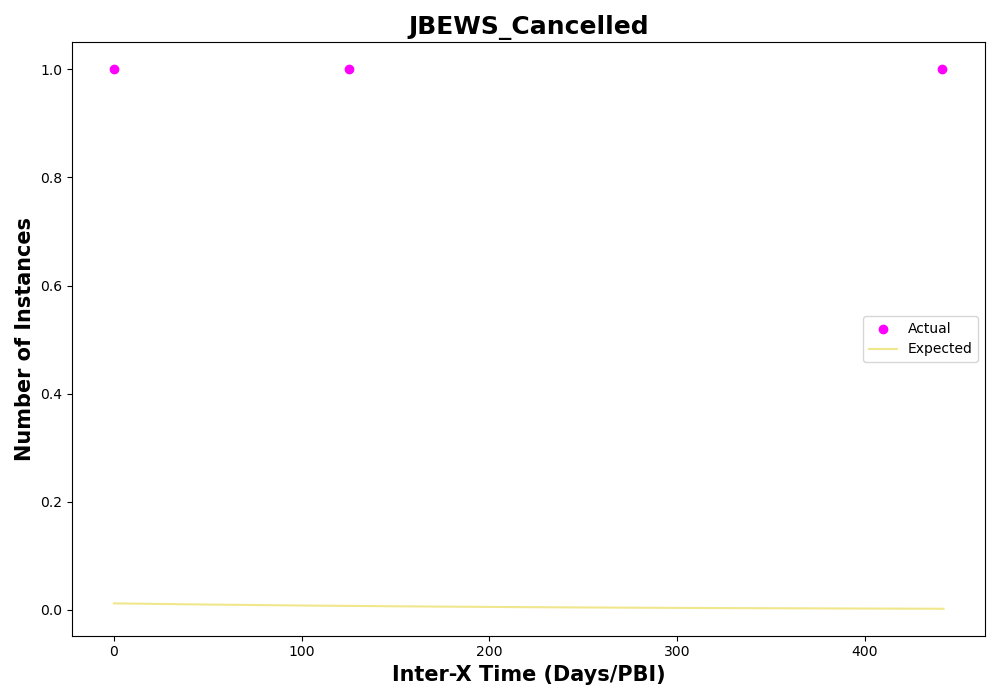 JBEWS_Cancelled
1.0
0.8
0.6
0.4
0.2
0.0
Number of Instances
Actual
Expected
0
100
200
300
400
Inter-X Time (Days/PBI)